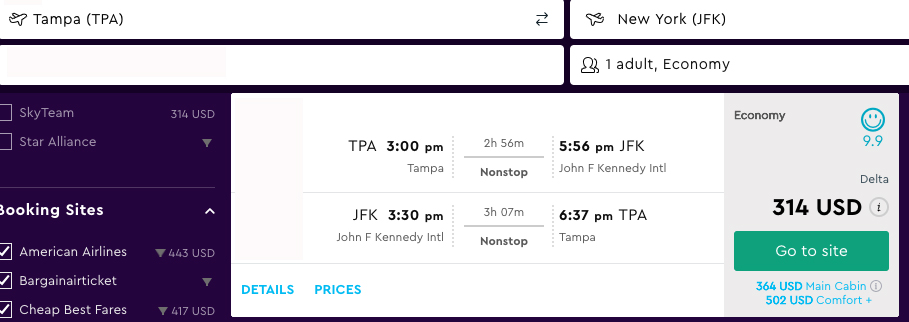 Tampa (TPA)
New York (JFK)
1 adult, Economy
SkyTeam 314 USD
Star Alliance
Booking Sites
American Airlines 443 USD
Bargainairticket
Cheap Best Fares 417 USD
TPA 3:00 pm 2h 56m 5:56 pm JFK
Tampa Nonstop John F Kennedy Intl
JFK 3:30 pm 3h 07m 6:37 pm TPA
John F Kennedy Intl Nonstop Tampa
DETAILS PRICES
Economy
9.9
Delta
314 USD i
Go to site
364 USD Main Cabin i
502 USD Comfort +